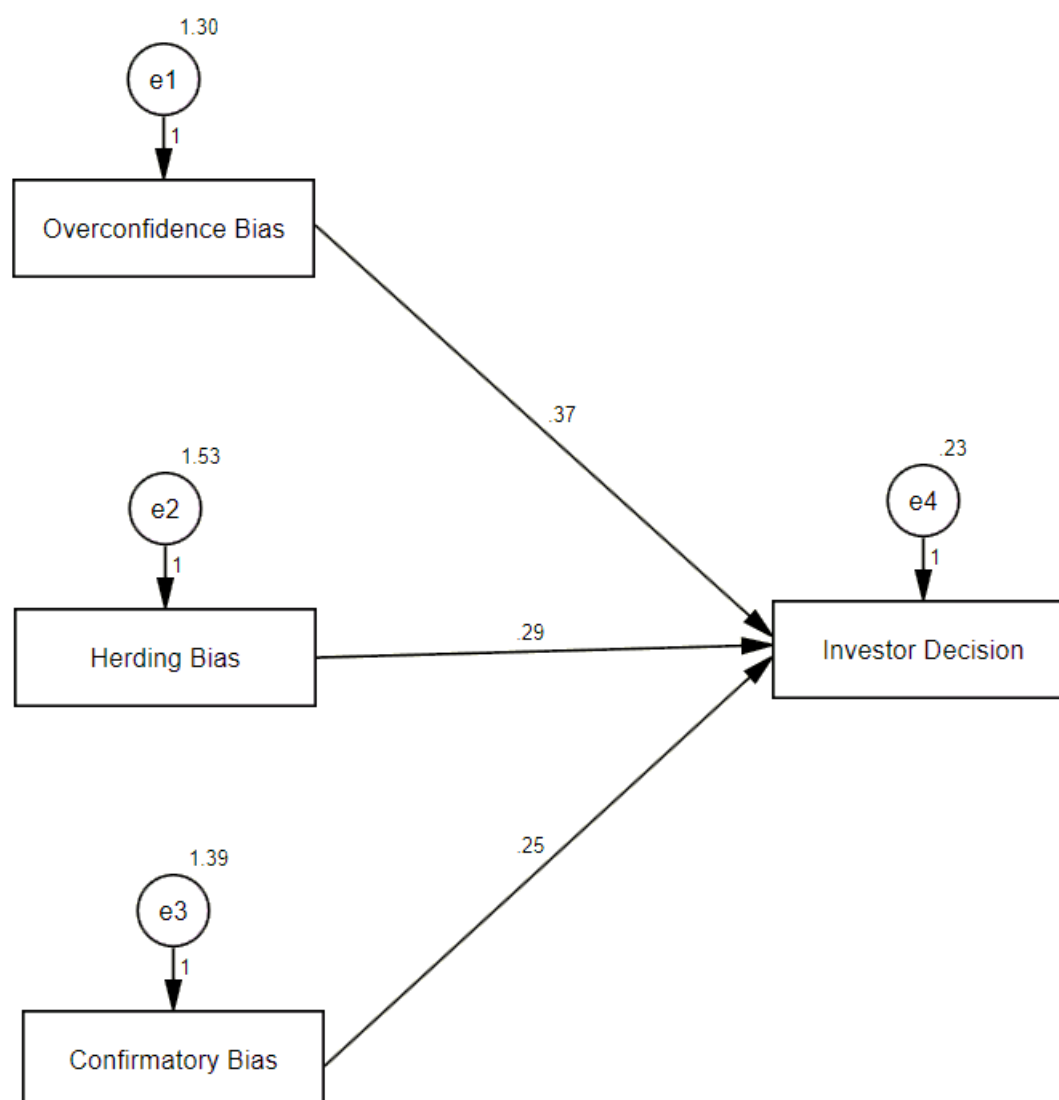 1.30
e1
1
Overconfidence Bias
.37
1.53
e2
1
.23
e4
1
Herding Bias
.29
Investor Decision
1.39
e3
1
.25
Confirmatory Bias